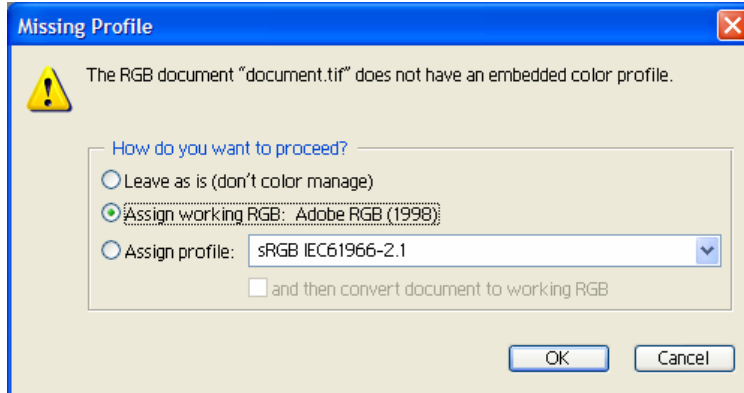 Missing Profile
The RGB document "document.tif" does not have an embedded color profile.
How do you want to proceed?
Leave as is (don't color manage)
Assign working RGB: Adobe RGB (1998)
Assign profile: sRGB IEC61966-2.1
and then convert document to working RGB
OK Cancel